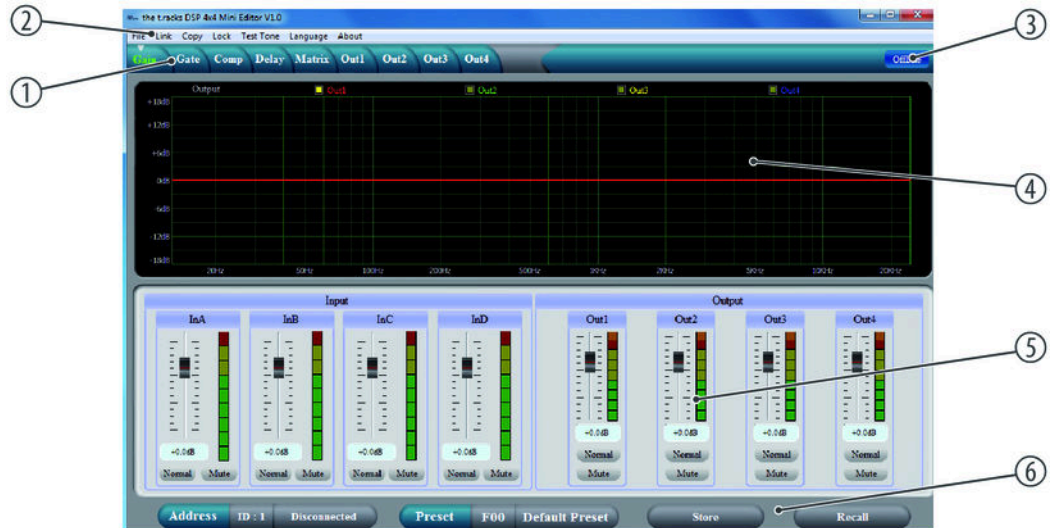 the t.racks DSP 4x4 Mini Editor V1.0
File Link Copy Lock Test Tone Language About
Gate Comp Delay Matrix Out1 Out2 Out3 Out4
Output Out1 Out2 Out3 Out4
+18dB
+12dB
+6dB
0dB
-6dB
-12dB
-18dB
20Hz 50Hz 100Hz 200Hz 500Hz 1KHz 2KHz 5KHz 10KHz 20KHz
Input Output
InA InB InC InD Out1 Out2 Out3 Out4
+0.0dB +0.0dB +0.0dB +0.0dB +0.0dB +0.0dB +0.0dB +0.0dB
Normal Mute Normal Mute Normal Mute Normal Mute Normal Normal Normal Normal
Mute Mute Mute Mute
Address ID : 1 Disconnected Preset F00 Default Preset Store Recall
① ② ③ ④ ⑤ ⑥